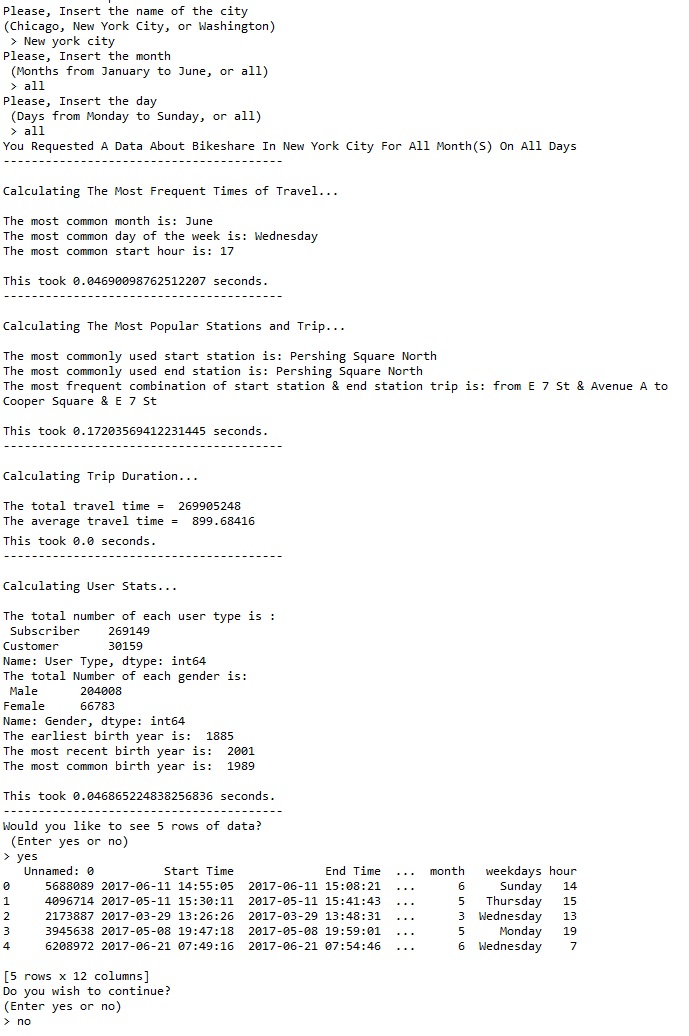 Please, Insert the name of the city
(Chicago, New York City, or Washington)
> New york city
Please, Insert the month
(Months from January to June, or all)
> all
Please, Insert the day
(Days from Monday to Sunday, or all)
> all
You Requested A Data About Bikeshare In New York City For All Month(S) On All Days
----------------------------------------
Calculating The Most Frequent Times of Travel...
The most common month is: June
The most common day of the week is: Wednesday
The most common start hour is: 17
This took 0.04690098762512207 seconds.
----------------------------------------
Calculating The Most Popular Stations and Trip...
The most commonly used start station is: Pershing Square North
The most commonly used end station is: Pershing Square North
The most frequent combination of start station & end station trip is: from E 7 St & Avenue A to
Cooper Square & E 7 St
This took 0.17203569412231445 seconds.
----------------------------------------
Calculating Trip Duration...
The total travel time =  269905248
The average travel time =  899.68416
This took 0.0 seconds.
----------------------------------------
Calculating User Stats...
The total number of each user type is :
Subscriber    269149
Customer       30159
Name: User Type, dtype: int64
The total Number of each gender is:
Male      204008
Female     66783
Name: Gender, dtype: int64
The earliest birth year is:  1885
The most recent birth year is:  2001
The most common birth year is:  1989
This took 0.046865224838256836 seconds.
----------------------------------------
Would you like to see 5 rows of data?
(Enter yes or no)
> yes
Unnamed: 0          Start Time             End Time  ...  month   weekdays hour
0     5688089 2017-06-11 14:55:05  2017-06-11 15:08:21  ...      6     Sunday   14
1     4096714 2017-05-11 15:30:11  2017-05-11 15:41:43  ...      5   Thursday   15
2     2173887 2017-03-29 13:26:26  2017-03-29 13:48:31  ...      3  Wednesday   13
3     3945638 2017-05-08 19:47:18  2017-05-08 19:59:01  ...      5     Monday   19
4     6208972 2017-06-21 07:49:16  2017-06-21 07:54:46  ...      6  Wednesday    7
[5 rows x 12 columns]
Do you wish to continue?
(Enter yes or no)
> no